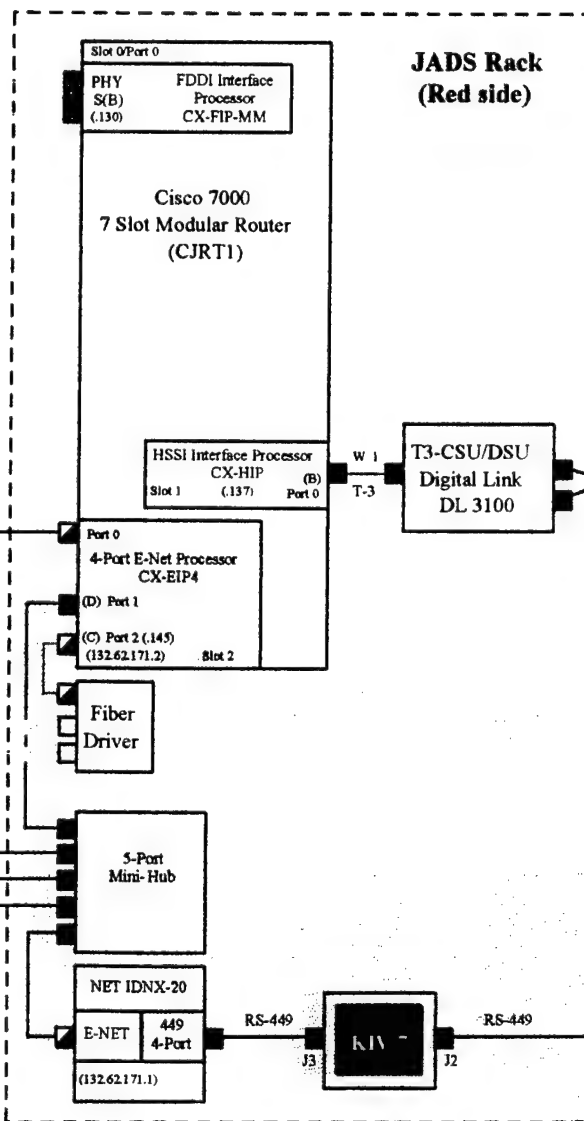 JADS Rack
(Red side)
Slot 0/Port 0
PHY
S(B)
(.130)
FDDI Interface
Processor
CX-FIP-MM
Cisco 7000
7 Slot Modular Router
(CJRT1)
HSSI Interface Processor
CX-HIP
(B)
Slot 1
(.137)
Port 0
W 1
T-3
T3-CSU/DSU
Digital Link
DL 3100
Port 0
4-Port E-Net Processor
CX-EIP4
(D) Port 1
(C) Port 2 (.145)
(132.62.171.2)
Slot 2
Fiber
Driver
5-Port
Mini-Hub
NET IDNX-20
E-NET
449
4-Port
(132.62.171.1)
RS-449
J3
J2
RS-449